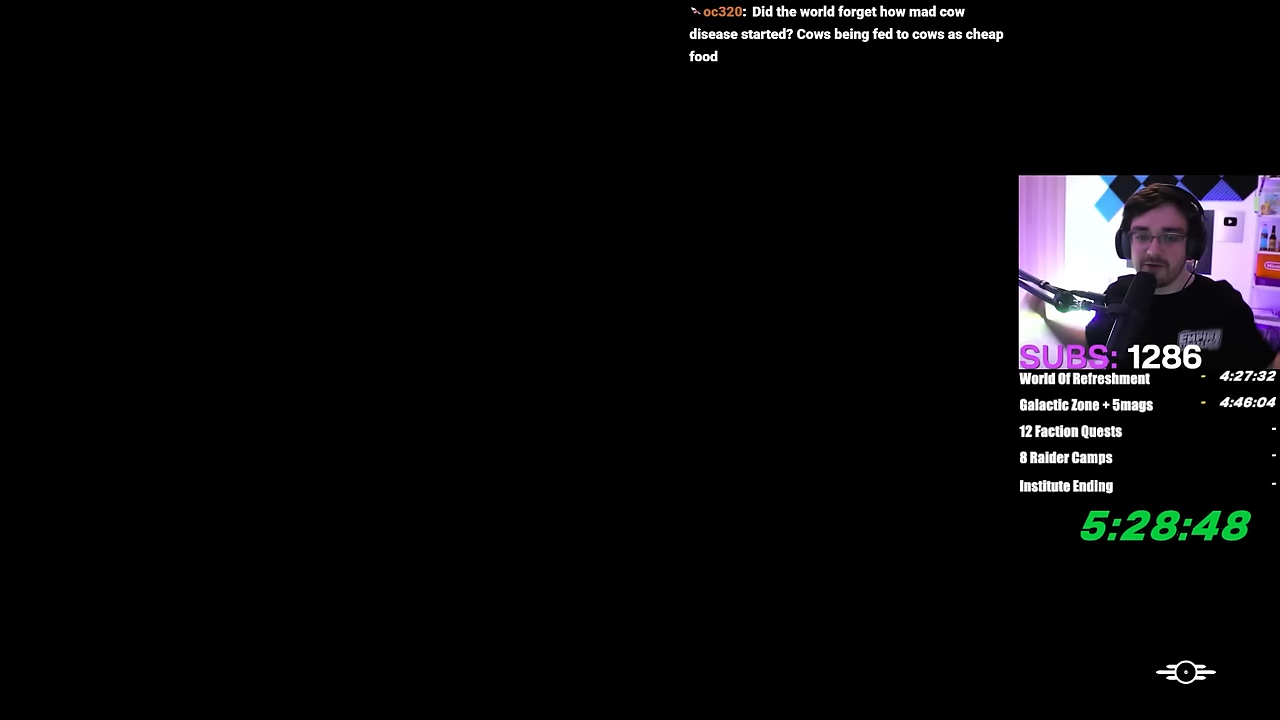 oc320: Did the world forget how mad cow
disease started? Cows being fed to cows as cheap
food
SUBS: 1286
World Of Refreshment - 4:27:32
Galactic Zone + 5mags - 4:46:04
12 Faction Quests -
8 Raider Camps -
Institute Ending -
5:28:48